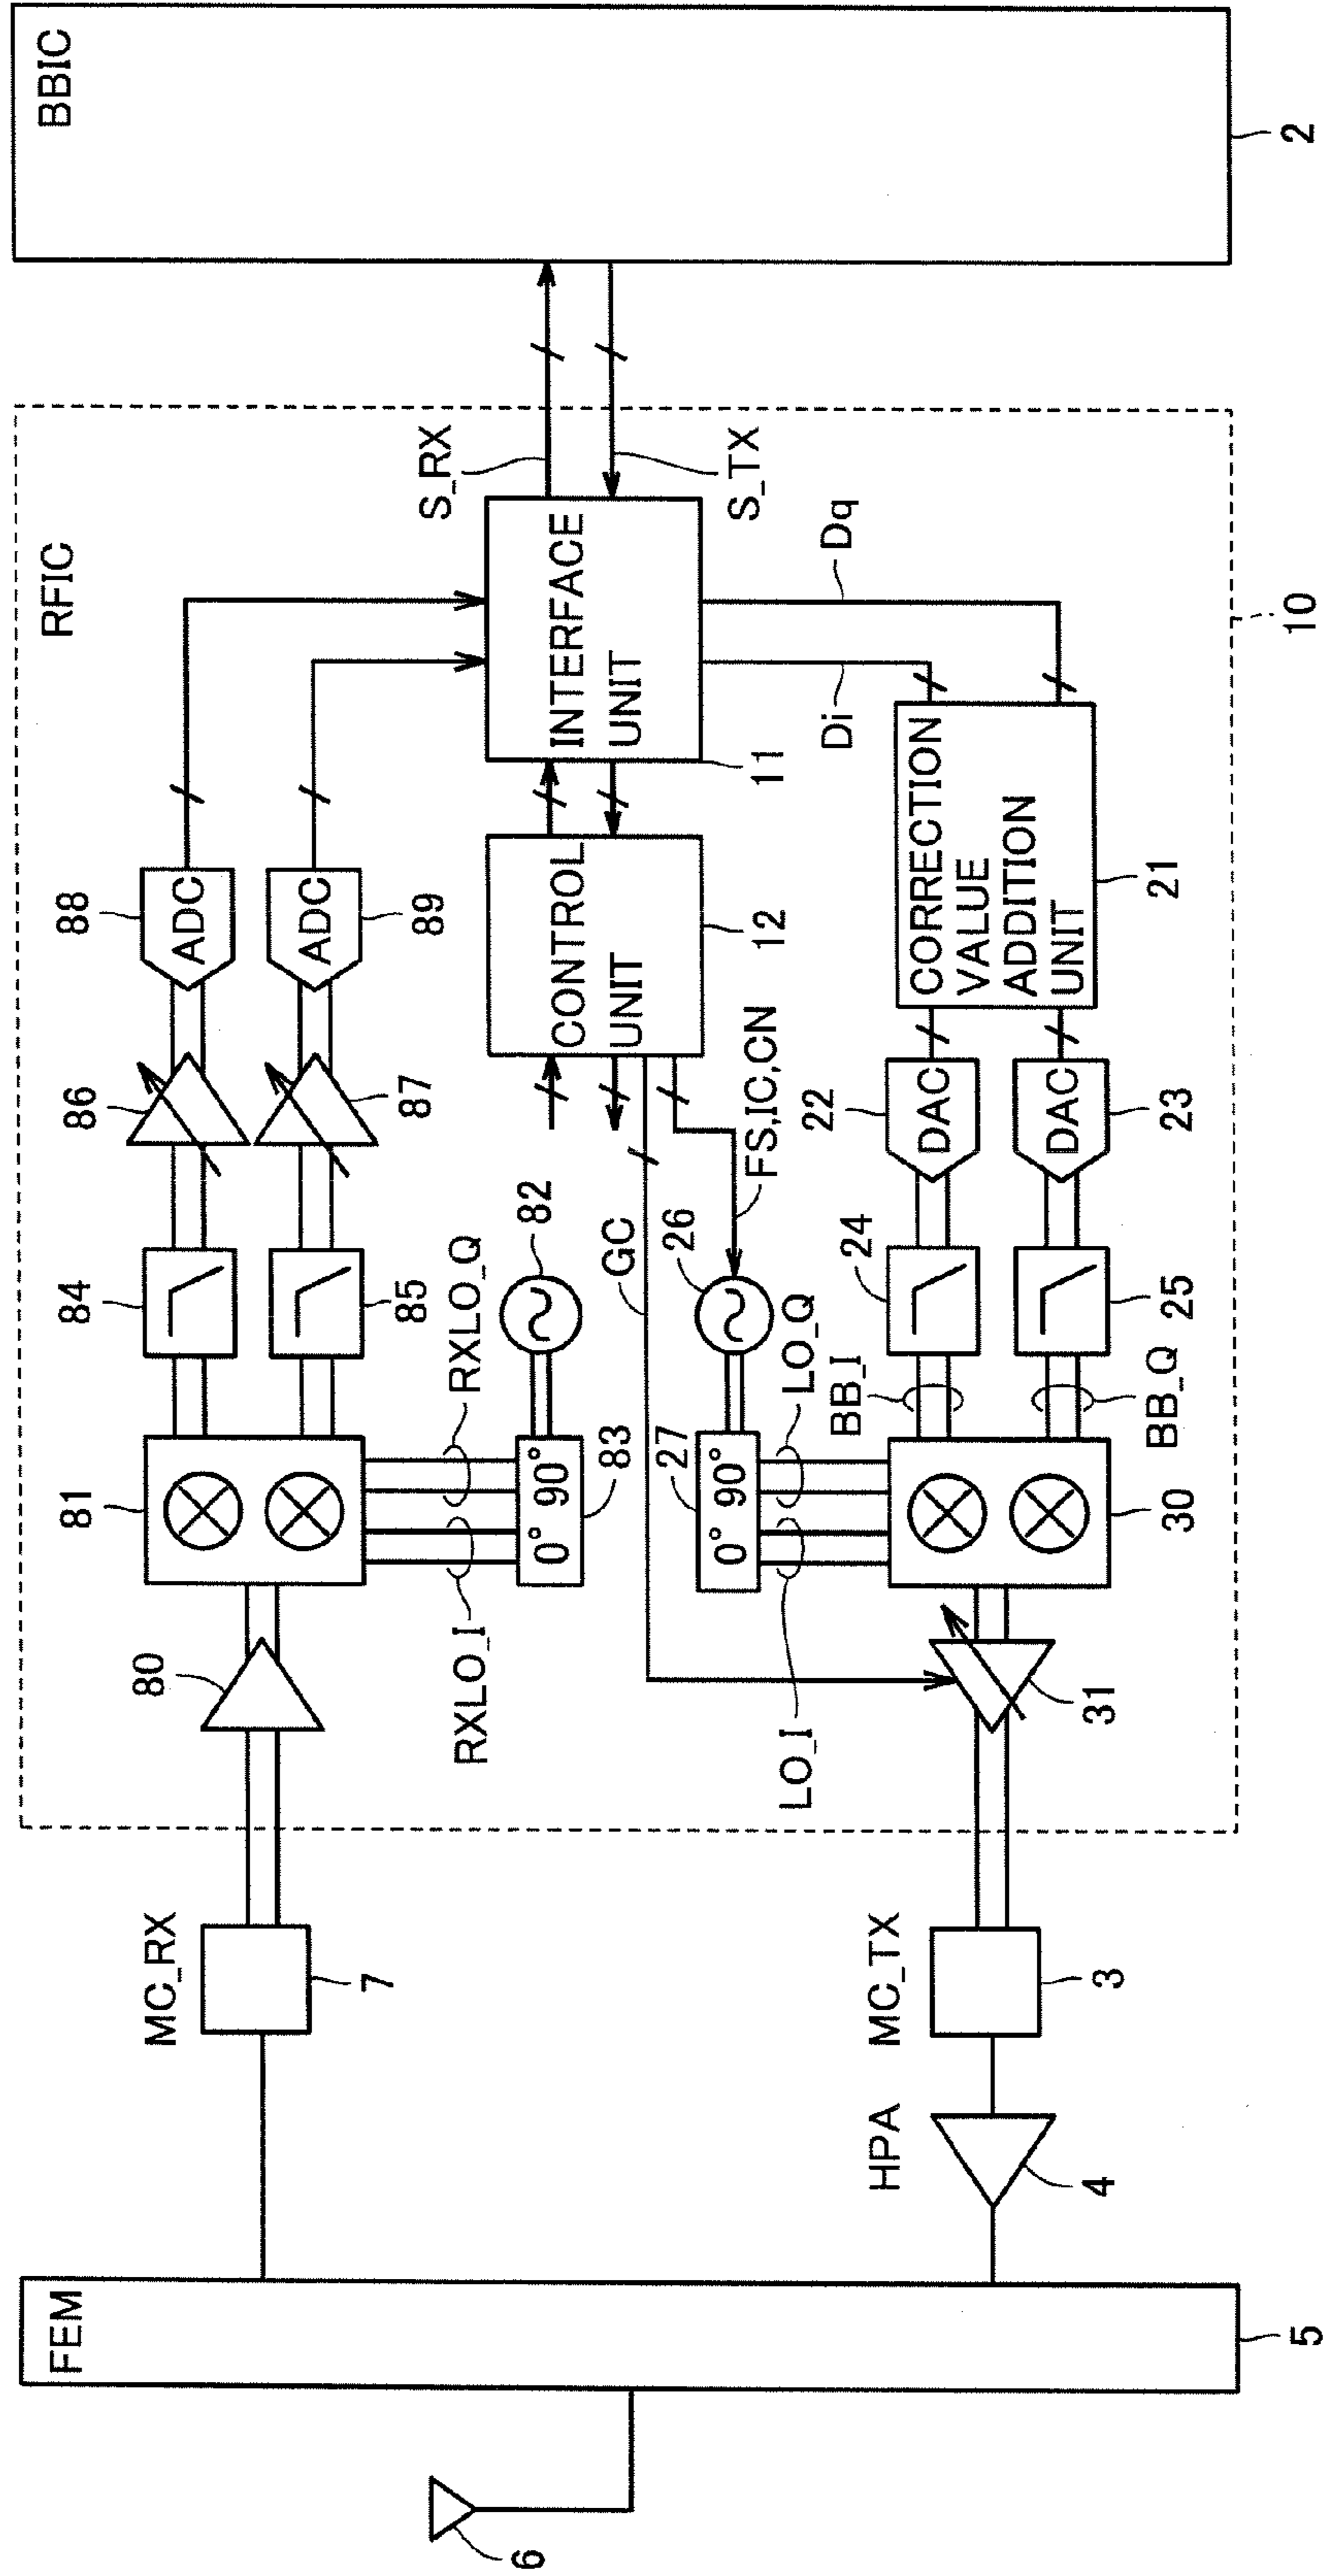 BBIC
2
RFIC
10
S_RX
S_TX
INTERFACE
UNIT
11
CONTROL
UNIT
12
Dq
Di
CORRECTION
VALUE
ADDITION
UNIT
21
ADC
88
ADC
89
86
87
84
85
82
RXLO_Q
RXLO_I
0° 90°
83
81
80
GC
FS,IC,CN
26
LO_Q
LO_I
27
0° 90°
DAC
22
DAC
23
24
25
BB_I
BB_Q
30
31
MC_RX
7
MC_TX
3
HPA
4
FEM
5
6